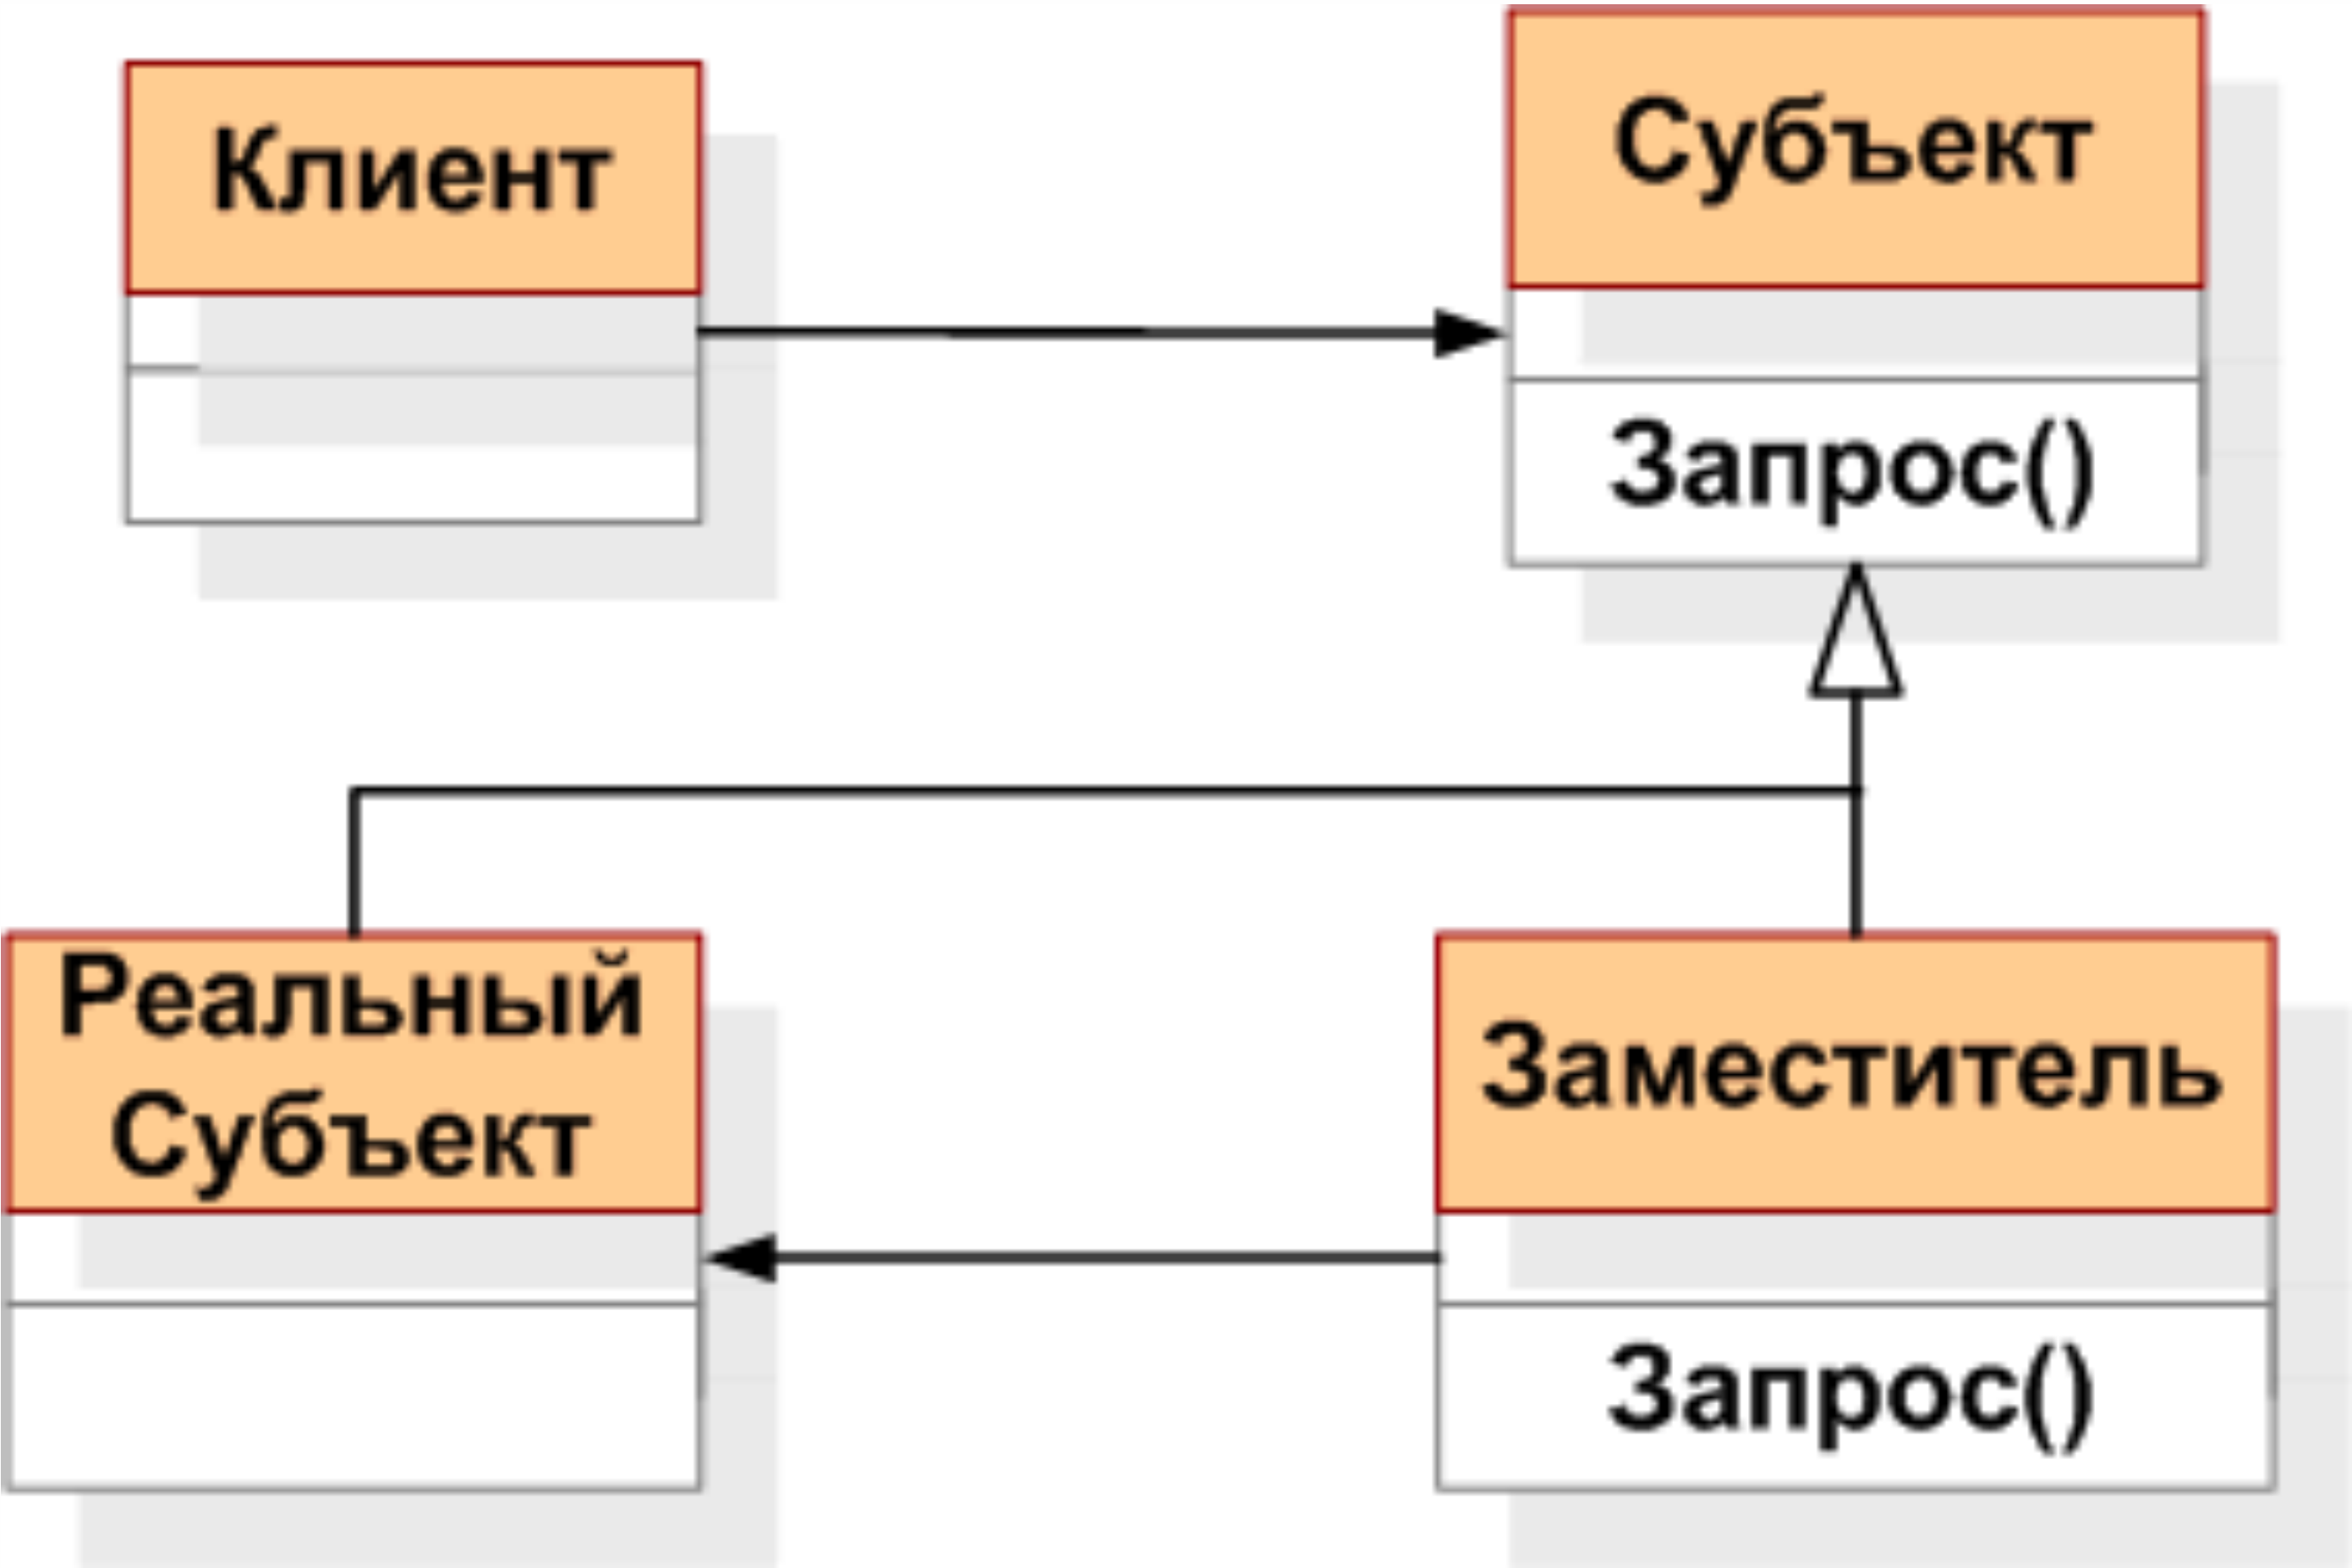 Клиент
Субъект
Запрос()
Реальный
Субъект
Заместитель
Запрос()